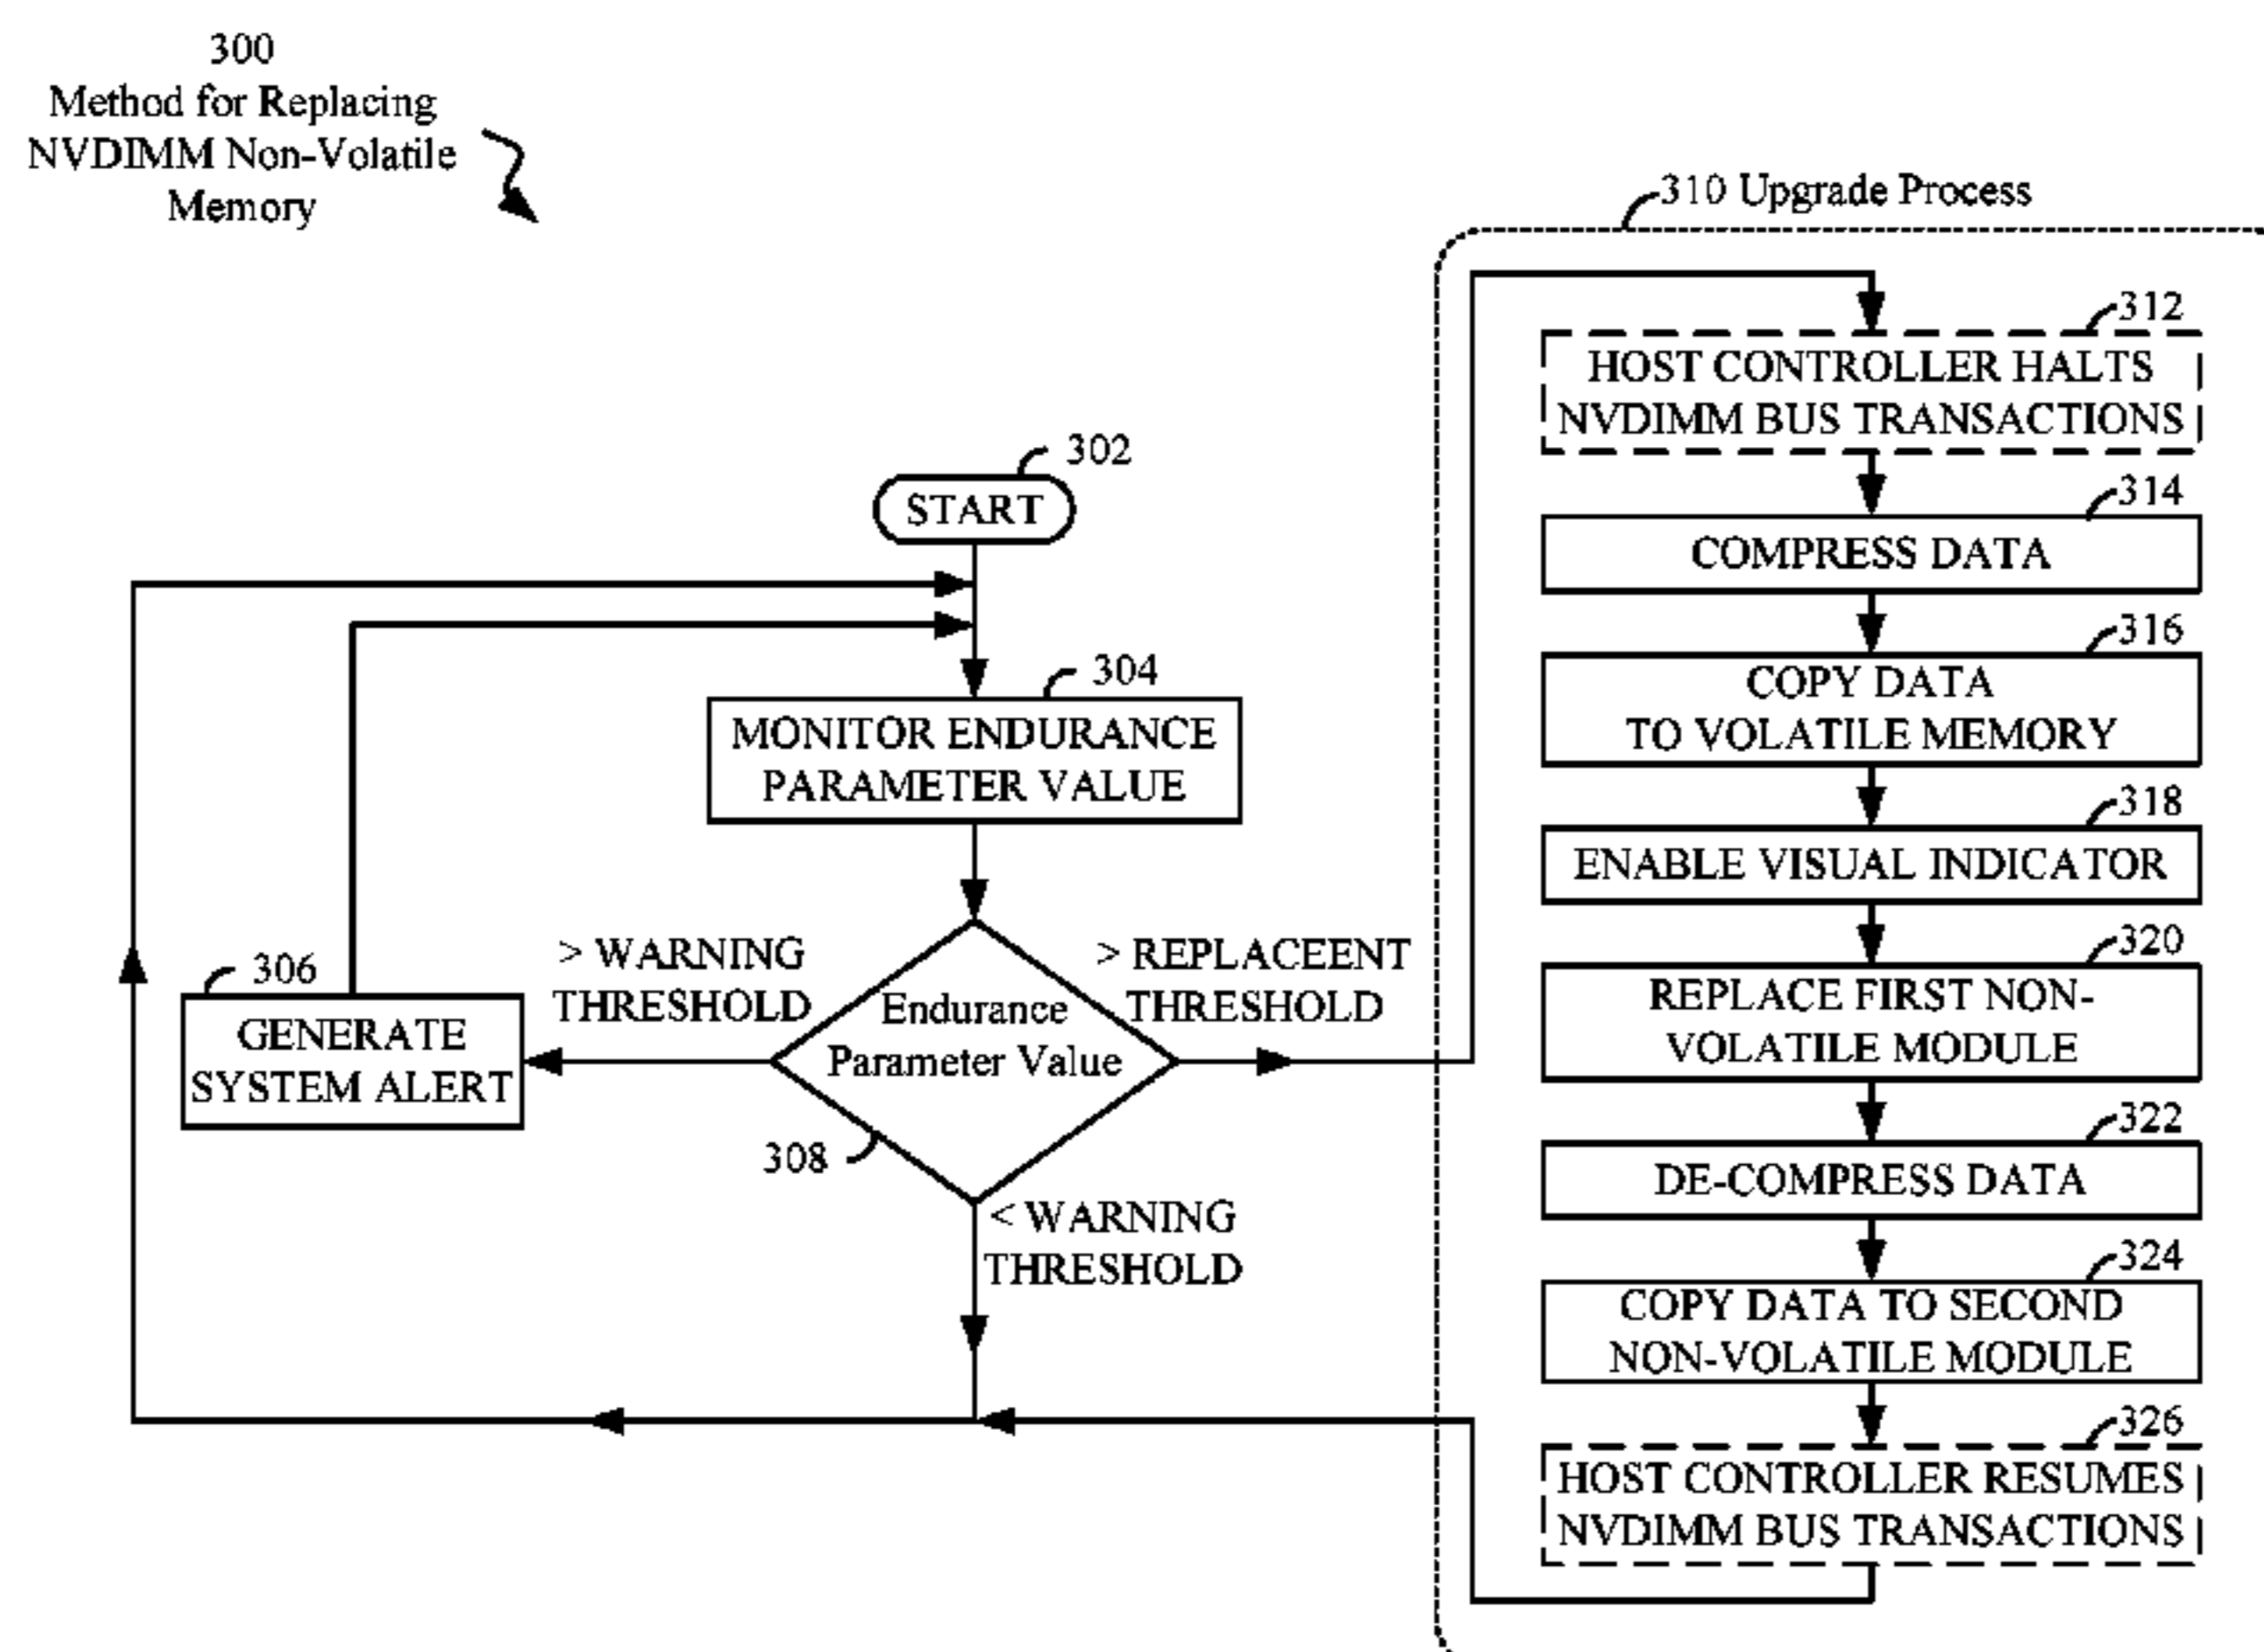 300
Method for Replacing
NVDIMM Non-Volatile
Memory
310 Upgrade Process
302
START
304
MONITOR ENDURANCE
PARAMETER VALUE
306
GENERATE
SYSTEM ALERT
> WARNING
THRESHOLD
> REPLACEENT
THRESHOLD
Endurance
Parameter Value
308
< WARNING
THRESHOLD
312
HOST CONTROLLER HALTS
NVDIMM BUS TRANSACTIONS
314
COMPRESS DATA
316
COPY DATA
TO VOLATILE MEMORY
318
ENABLE VISUAL INDICATOR
320
REPLACE FIRST NON-
VOLATILE MODULE
322
DE-COMPRESS DATA
324
COPY DATA TO SECOND
NON-VOLATILE MODULE
326
HOST CONTROLLER RESUMES
NVDIMM BUS TRANSACTIONS